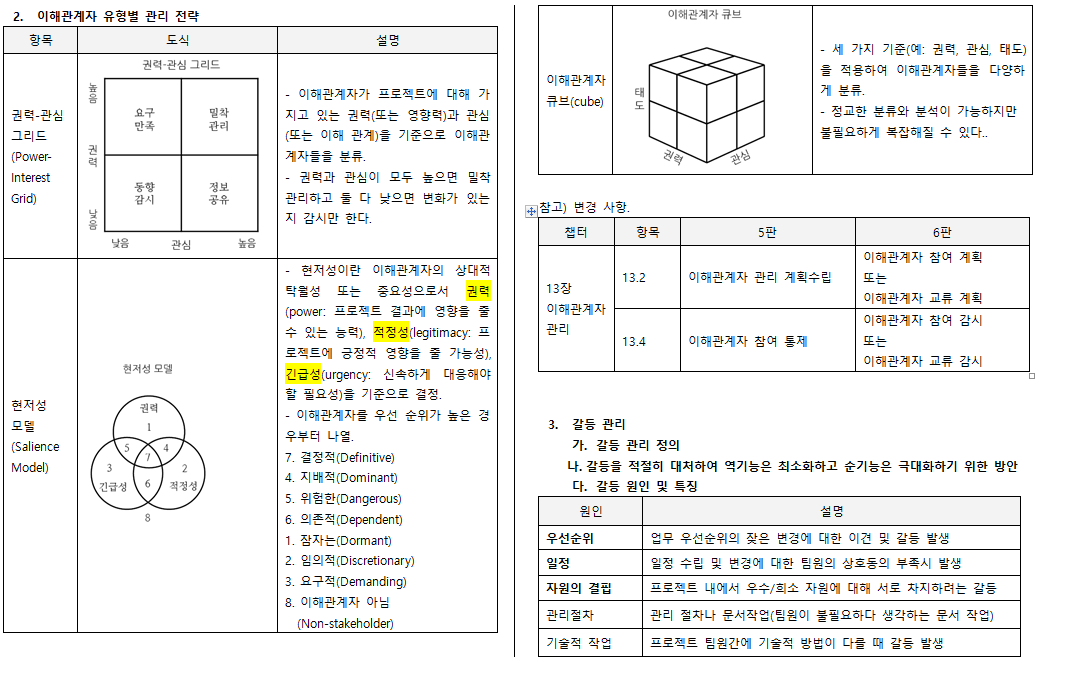 2. 이해관계자 유형별 관리 전략
항목 도식 설명
권력-관심
그리드
(Power-
Interest
Grid)
권력-관심 그리드
높음
권력
낮음
요구
만족
밀착
관리
동향
감시
정보
공유
낮음 관심 높음
- 이해관계자가 프로젝트에 대해 가
지고 있는 권력(또는 영향력)과 관심
(또는 이해 관계)을 기준으로 이해관
계자들을 분류.
- 권력과 관심이 모두 높으면 밀착
관리하고 둘 다 낮으면 변화가 있는
지 감시만 한다.
현저성
모델
(Salience
Model)
현저성 모델
권력
1
5 4
7
3 2
긴급성 6 적정성
8
- 현저성이란 이해관계자의 상대적
탁월성 또는 중요성으로서 권력
(power: 프로젝트 결과에 영향을 줄
수 있는 능력), 적정성(legitimacy: 프
로젝트에 긍정적 영향을 줄 가능성),
긴급성(urgency: 신속하게 대응해야
할 필요성)을 기준으로 결정.
- 이해관계자를 우선 순위가 높은 경
우부터 나열.
7. 결정적(Definitive)
4. 지배적(Dominant)
5. 위험한(Dangerous)
6. 의존적(Dependent)
1. 잠자는(Dormant)
2. 임의적(Discretionary)
3. 요구적(Demanding)
8. 이해관계자 아님
(Non-stakeholder)
이해관계자
큐브(cube)
이해관계자 큐브
태도
권력 관심
- 세 가지 기준(예: 권력, 관심, 태도)
을 적용하여 이해관계자들을 다양하
게 분류.
- 정교한 분류와 분석이 가능하지만
불필요하게 복잡해질 수 있다..
참고) 변경 사항.
챕터 항목 5판 6판
13장
이해관계자
관리
13.2 이해관계자 관리 계획수립
이해관계자 참여 계획
또는
이해관계자 교류 계획
13.4 이해관계자 참여 통제
이해관계자 참여 감시
또는
이해관계자 교류 감시
3. 갈등 관리
가. 갈등 관리 정의
나. 갈등을 적절히 대처하여 역기능은 최소화하고 순기능은 극대화하기 위한 방안
다. 갈등 원인 및 특징
원인 설명
우선순위 업무 우선순위의 잦은 변경에 대한 이견 및 갈등 발생
일정 일정 수립 및 변경에 대한 팀원의 상호동의 부족시 발생
자원의 결핍 프로젝트 내에서 우수/희소 자원에 대해 서로 차지하려는 갈등
관리절차 관리 절차나 문서작업(팀원이 불필요하다 생각하는 문서 작업)
기술적 작업 프로젝트 팀원간에 기술적 방법이 다를 때 갈등 발생